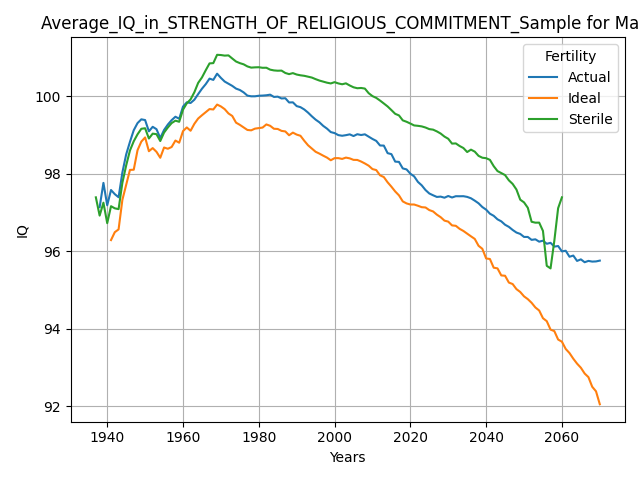 Average_IQ_in_STRENGTH_OF_RELIGIOUS_COMMITMENT_Sample for Ma
Fertility
Actual
Ideal
Sterile
IQ
100
98
96
94
92
1940 1960 1980 2000 2020 2040 2060
Years